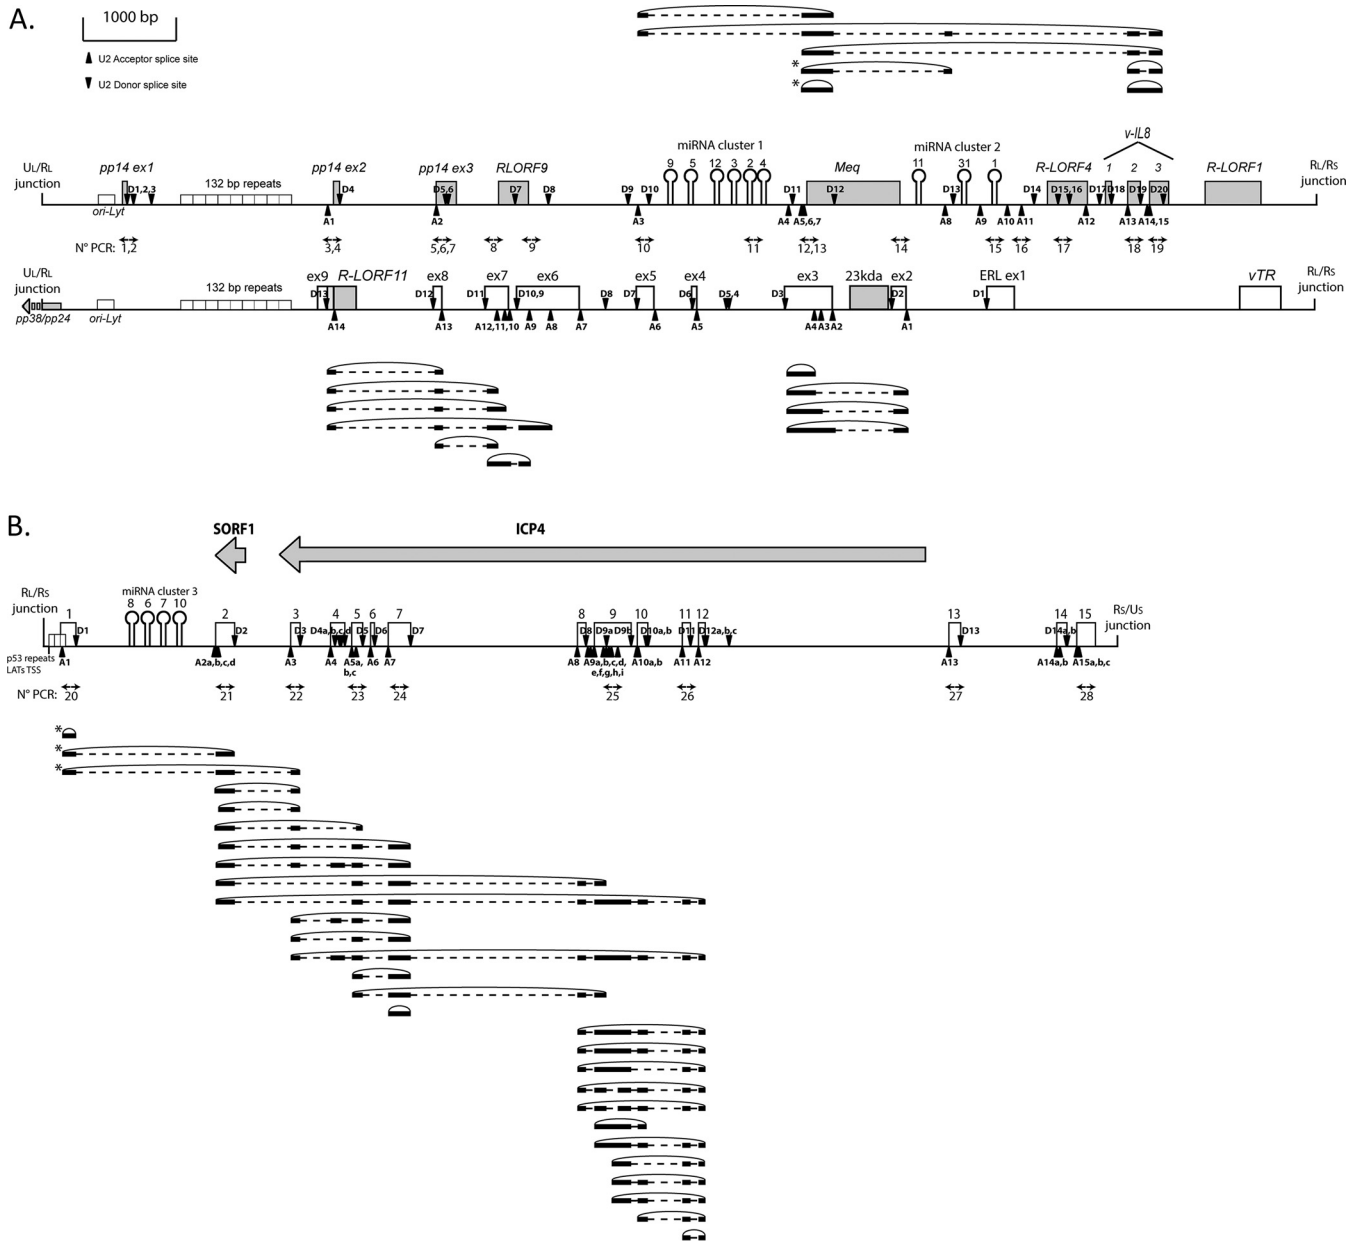 A.
1000 bp
U2 Acceptor splice site
U2 Donor splice site
*
*
v-IL8
miRNA cluster 1
miRNA cluster 2
UL/RL
junction
pp14 ex1
pp14 ex2
pp14 ex3
RLORF9
9 5 12 3 2 4
Meq
11 31 1
R-LORF4
1 2 3
R-LORF1
RL/RS
junction
132 bp repeats
D1,2,3 D4 D5,6 D7 D8 D9 D10 D11 D12 D13 D14 D15,16 D17 D18 D19 D20
ori-Lyt
A1 A2 A3 A4 A5,6,7 A8 A9 A10 A11 A12 A13 A14,15
N° PCR: 1,2 3,4 5,6,7 8 9 10 11 12,13 14 15 16 17 18 19
UL/RL
junction
132 bp repeats
ex9 R-LORF11 ex8 ex7 ex6 ex5 ex4 ex3 23kda ex2 ERL ex1 vTR
RL/RS
junction
D13 D12 D11 D10,9 D8 D7 D6 D5,4 D3 D2 D1
pp38/pp24
ori-Lyt
A14 A13 A12,11,10 A9 A8 A7 A6 A5 A4 A3 A2 A1
B.
SORF1
ICP4
RL/RS
junction
miRNA cluster 3
8 6 7 10
1 2 3 4 5 6 7 8 9 10 11 12 13 14 15
RS/US
junction
D1 D2 D3 D4a,b,c,d D5 D6 D7 D8 D9a D9b D10a,b D11 D12a,b,c D13 D14a,b
p53 repeats
LATs TSS
A1 A2a,b,c,d A3 A4 A5a,
b,c
A6 A7 A8 A9a,b,c,d,
e,f,g,h,i
A10a,b A11 A12 A13 A14a,b A15a,b,c
N° PCR: 20 21 22 23 24 25 26 27 28
*
*
*